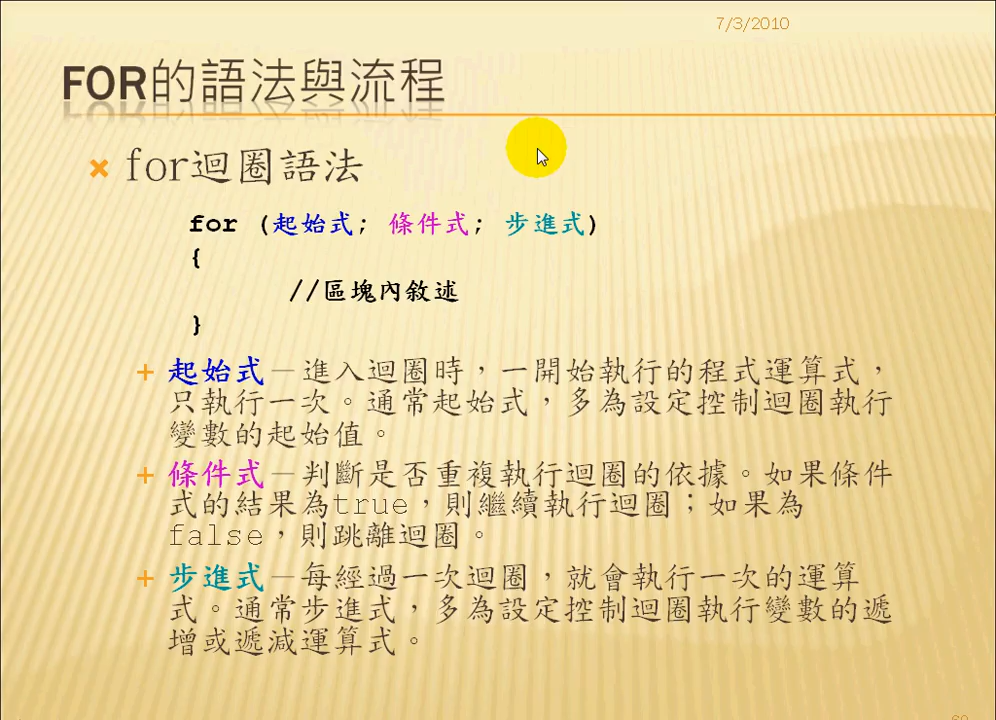 7/3/2010
FOR的語法與流程
for迴圈語法
for (起始式; 條件式; 步進式)
{
//區塊內敘述
}
起始式－進入迴圈時，一開始執行的程式運算式，
只執行一次。通常起始式，多為設定控制迴圈執行
變數的起始值。
條件式－判斷是否重複執行迴圈的依據。如果條件
式的結果為true，則繼續執行迴圈；如果為
false，則跳離迴圈。
步進式－每經過一次迴圈，就會執行一次的運算
式。通常步進式，多為設定控制迴圈執行變數的遞
增或遞減運算式。